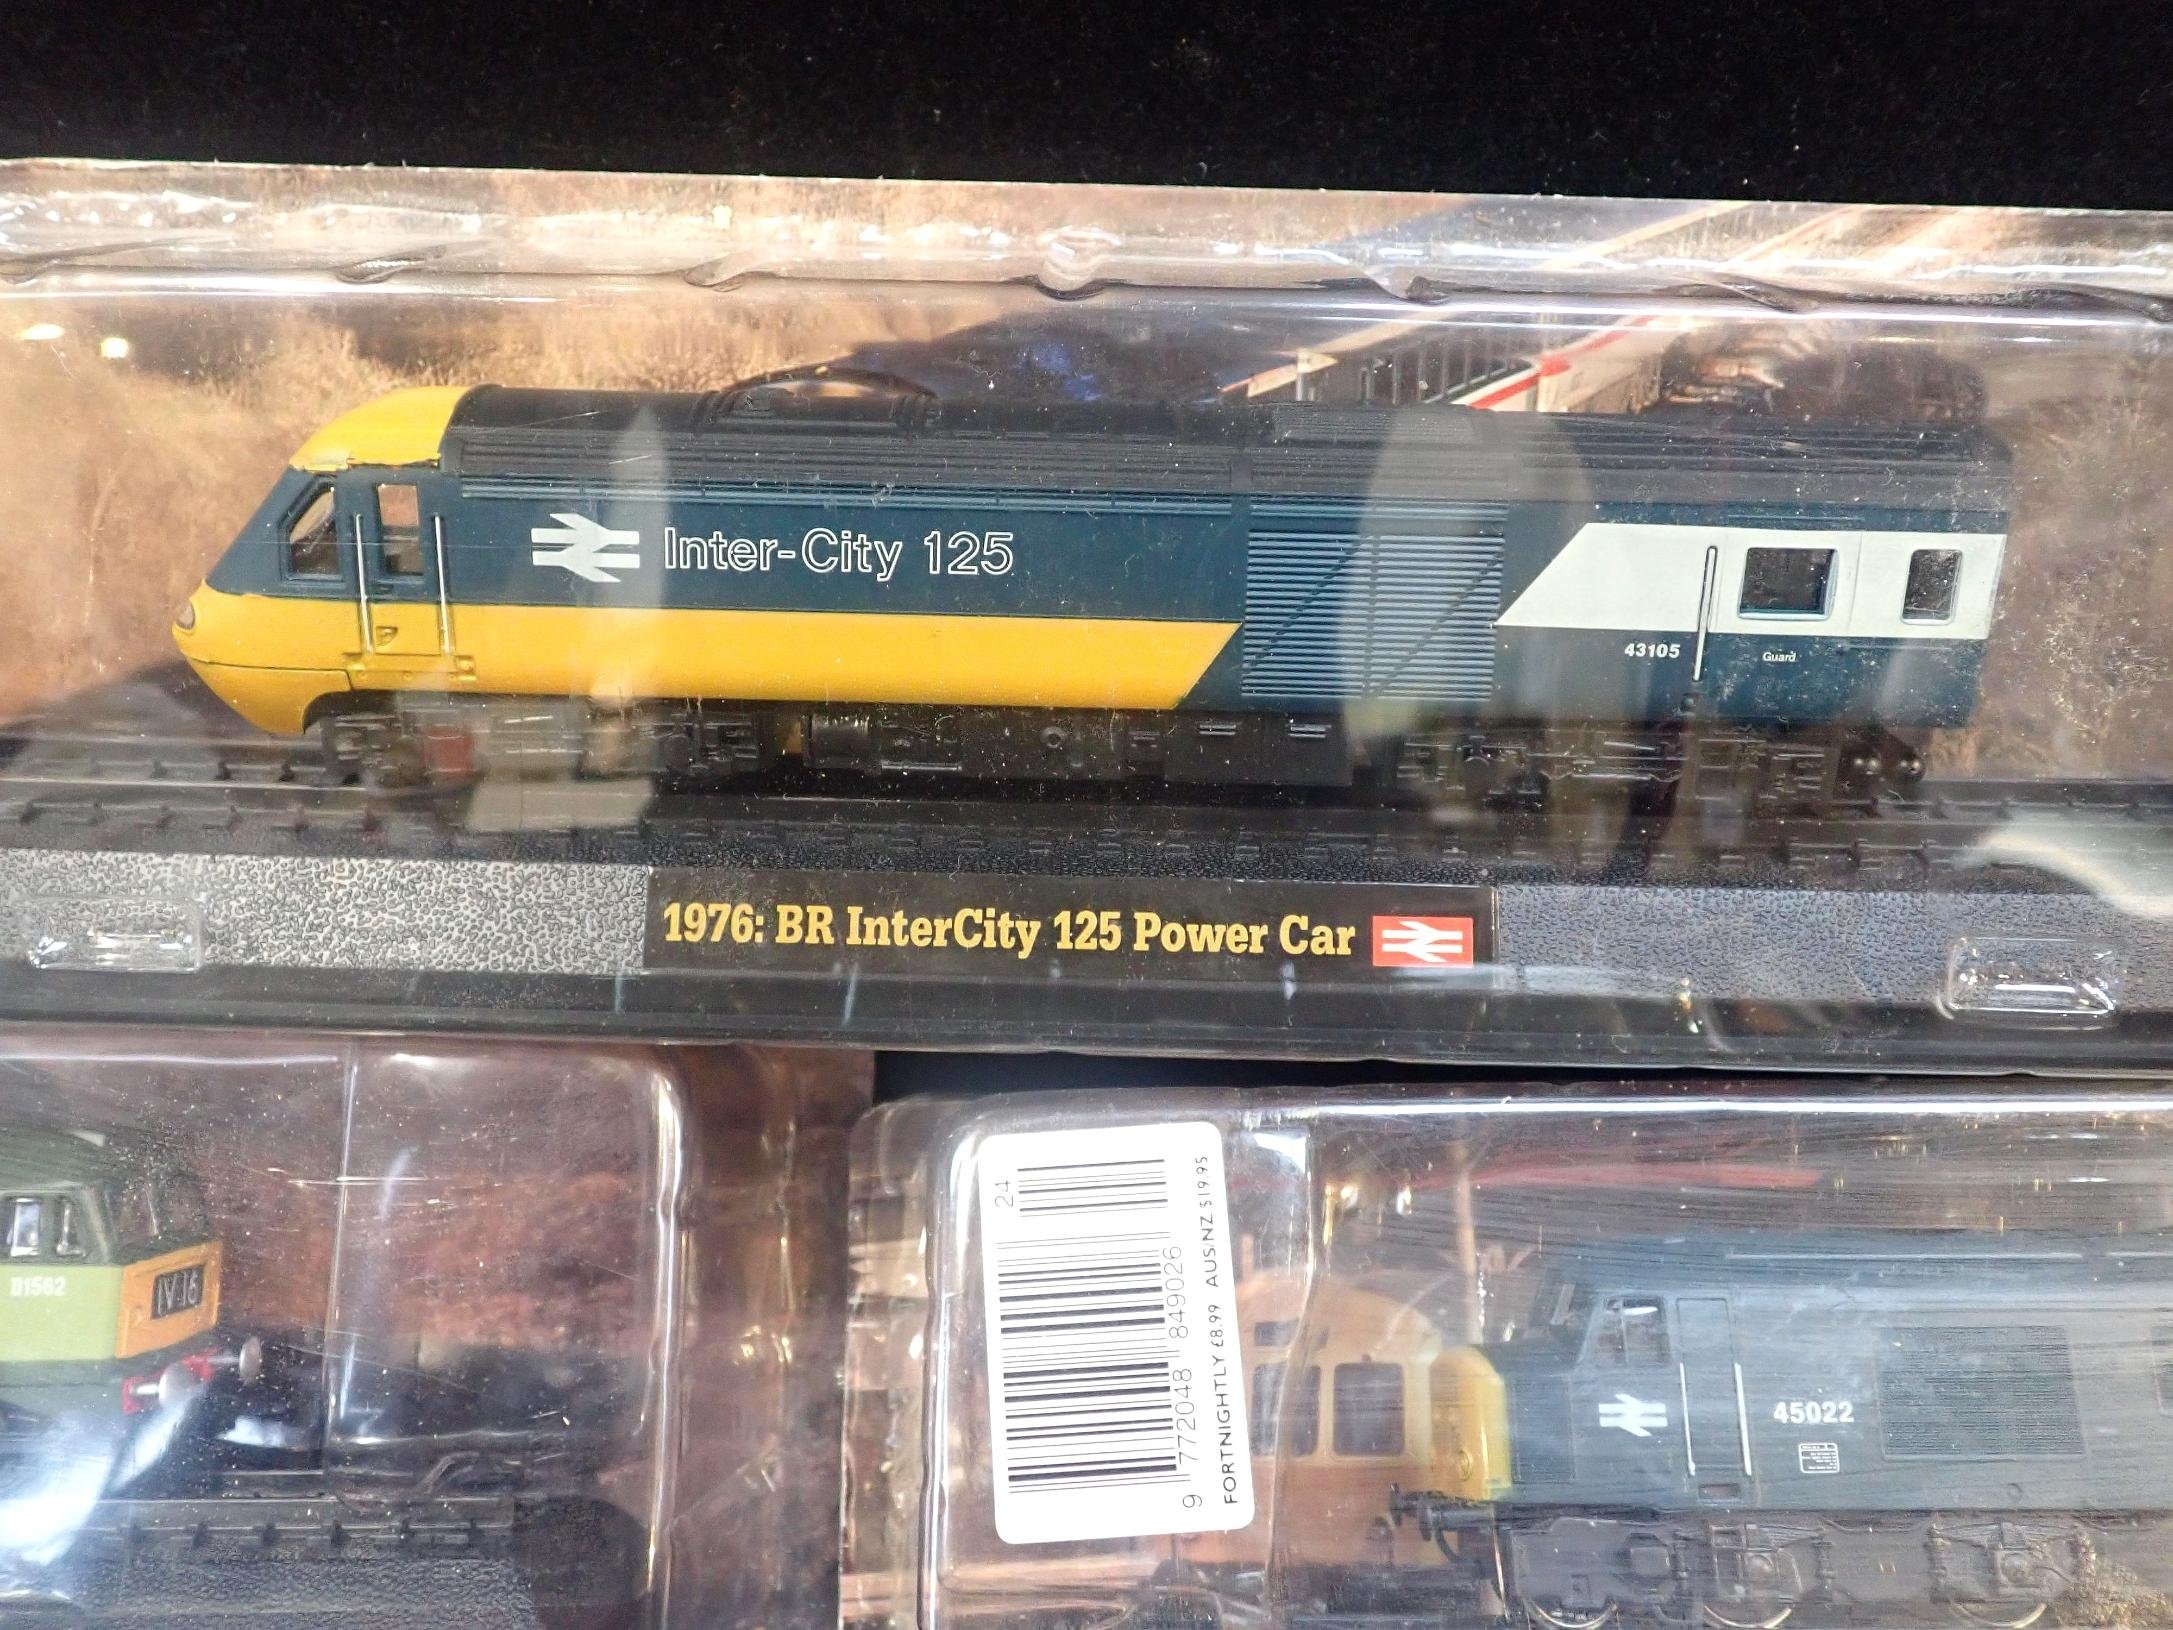 Inter-City 125
43105
Guard
1976: BR InterCity 125 Power Car
D1562
1V16
24
9 772048 849026
FORTNIGHTLY £8.99 AUS:NZ $19.95
45022